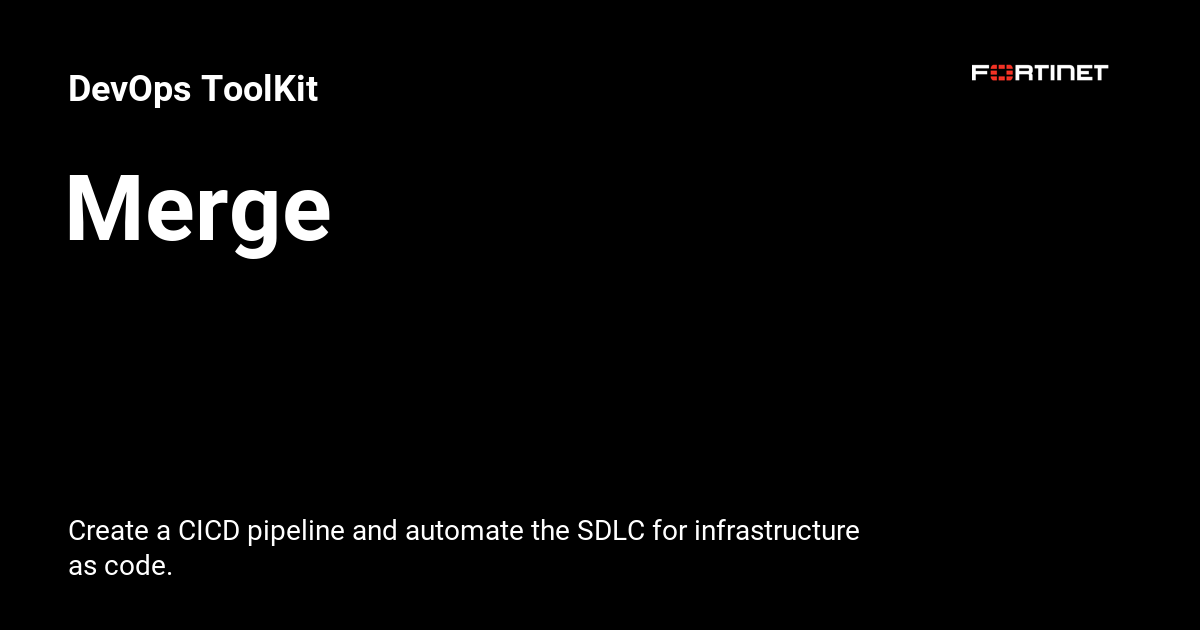 DevOps ToolKit
FORTINET
Merge
Create a CICD pipeline and automate the SDLC for infrastructure
as code.